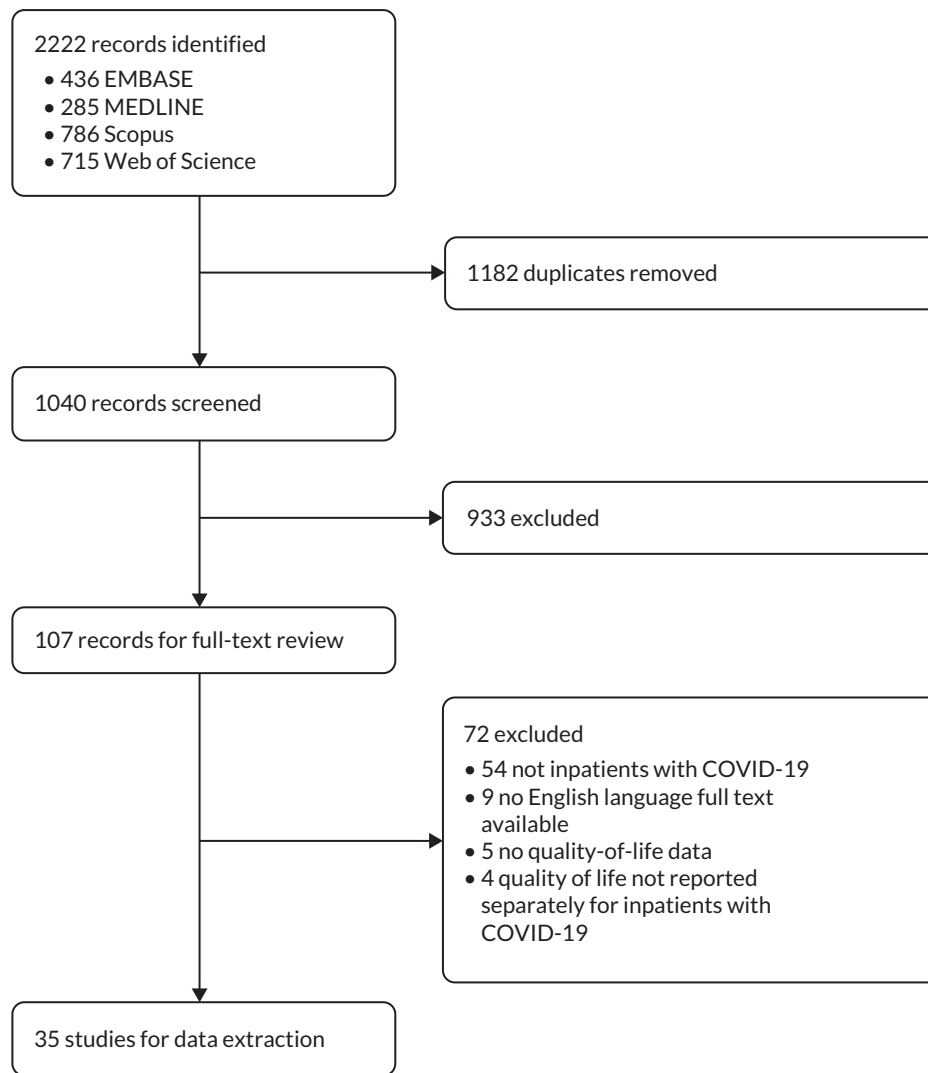 2222 records identified
• 436 EMBASE
• 285 MEDLINE
• 786 Scopus
• 715 Web of Science
1182 duplicates removed
1040 records screened
933 excluded
107 records for full-text review
72 excluded
• 54 not inpatients with COVID-19
• 9 no English language full text
available
• 5 no quality-of-life data
• 4 quality of life not reported
separately for inpatients with
COVID-19
35 studies for data extraction